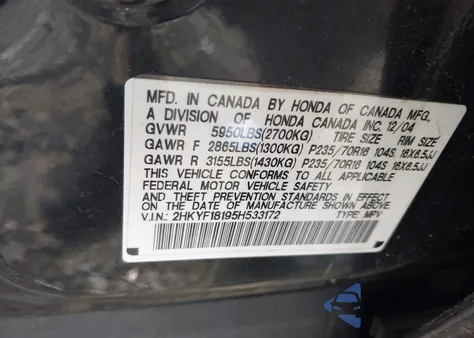 MFD. IN CANADA BY HONDA OF CANADA MFG.
A DIVISION OF HONDA CANADA INC 12/04
GVWR 5950LBS(2700KG) TIRE SIZE RIM SIZE
GAWR F 2865LBS(1300KG) P235/70R16 104S 16X6.5JJ
GAWR R 3155LBS(1430KG) P235/70R16 104S 16X6.5JJ
THIS VEHICLE CONFORMS TO ALL APPLICABLE
FEDERAL MOTOR VEHICLE SAFETY
AND THEFT PREVENTION STANDARDS IN EFFECT
ON THE DATE OF MANUFACTURE SHOWN ABOVE.
V.I.N.: 2HKYF18195H533172 TYPE: MPV